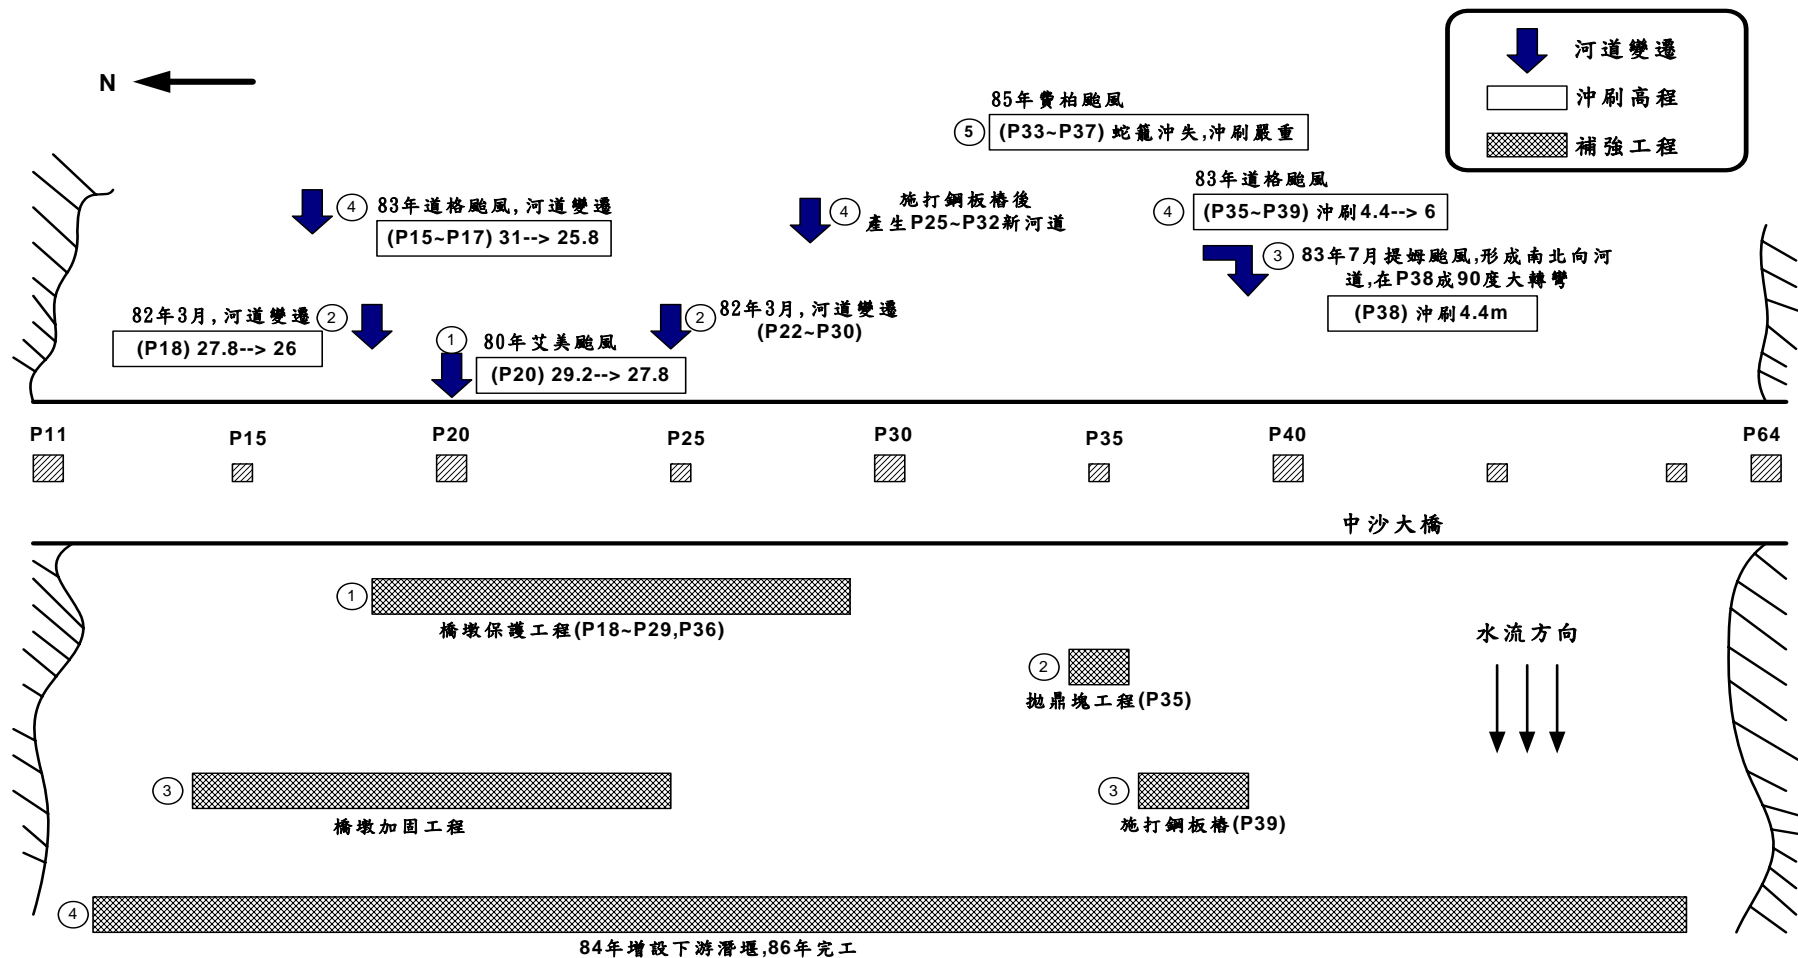 N
河道變遷
沖刷高程
補強工程
85年費柏颱風
5
(P33~P37) 蛇籠沖失,沖刷嚴重
4
83年道格颱風,河道變遷
(P15~P17) 31--> 25.8
4
施打鋼板樁後
產生P25~P32新河道
83年道格颱風
4
(P35~P39) 沖刷4.4--> 6
3
83年7月提姆颱風,形成南北向河
道,在P38成90度大轉彎
(P38) 沖刷4.4m
82年3月,河道變遷
2
(P18) 27.8--> 26
1
80年艾美颱風
(P20) 29.2--> 27.8
2
82年3月,河道變遷
(P22~P30)
P11
P15
P20
P25
P30
P35
P40
P64
中沙大橋
1
橋墩保護工程(P18~P29,P36)
2
拋鼎塊工程(P35)
水流方向
3
橋墩加固工程
3
施打鋼板樁(P39)
4
84年增設下游潛堰,86年完工